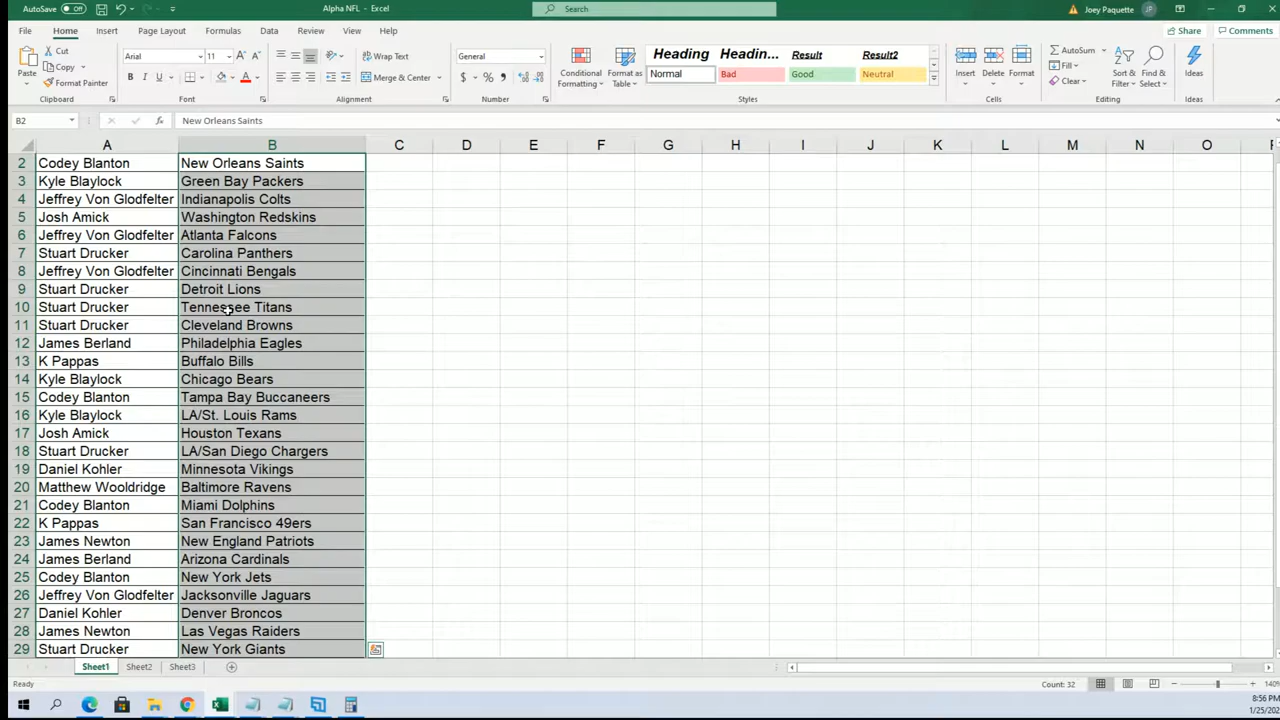 AutoSave Off
Alpha NFL - Excel
Search
Joey Paquette JP
File Home Insert Page Layout Formulas Data Review View Help
Share Comments
Paste
Cut
Copy
Format Painter
Clipboard
Arial 11
B I U
Font
Wrap Text
Merge & Center
Alignment
General
$ % ,
Number
Conditional Formatting
Format as Table
Heading Headin... Result Result2
Normal Bad Good Neutral
Styles
Insert Delete Format
Cells
AutoSum
Fill
Clear
Sort & Filter
Find & Select
Editing
Ideas
Ideas
B2 fx New Orleans Saints
A B C D E F G H I J K L M N O
2 Codey Blanton New Orleans Saints
3 Kyle Blaylock Green Bay Packers
4 Jeffrey Von Glodfelter Indianapolis Colts
5 Josh Amick Washington Redskins
6 Jeffrey Von Glodfelter Atlanta Falcons
7 Stuart Drucker Carolina Panthers
8 Jeffrey Von Glodfelter Cincinnati Bengals
9 Stuart Drucker Detroit Lions
10 Stuart Drucker Tennessee Titans
11 Stuart Drucker Cleveland Browns
12 James Berland Philadelphia Eagles
13 K Pappas Buffalo Bills
14 Kyle Blaylock Chicago Bears
15 Codey Blanton Tampa Bay Buccaneers
16 Kyle Blaylock LA/St. Louis Rams
17 Josh Amick Houston Texans
18 Stuart Drucker LA/San Diego Chargers
19 Daniel Kohler Minnesota Vikings
20 Matthew Wooldridge Baltimore Ravens
21 Codey Blanton Miami Dolphins
22 K Pappas San Francisco 49ers
23 James Newton New England Patriots
24 James Berland Arizona Cardinals
25 Codey Blanton New York Jets
26 Jeffrey Von Glodfelter Jacksonville Jaguars
27 Daniel Kohler Denver Broncos
28 James Newton Las Vegas Raiders
29 Stuart Drucker New York Giants
Sheet1 Sheet2 Sheet3
Ready
Count: 32
140%
8:56 PM